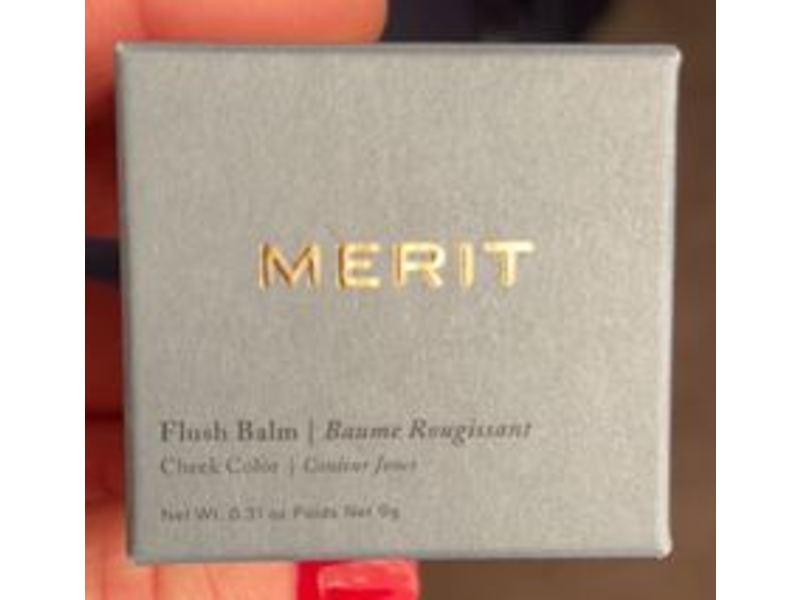 MERIT
Flush Balm | Baume Rougissant
Cheek Color | Couleur Joues
Net Wt. 0.31 oz Poids Net 9g